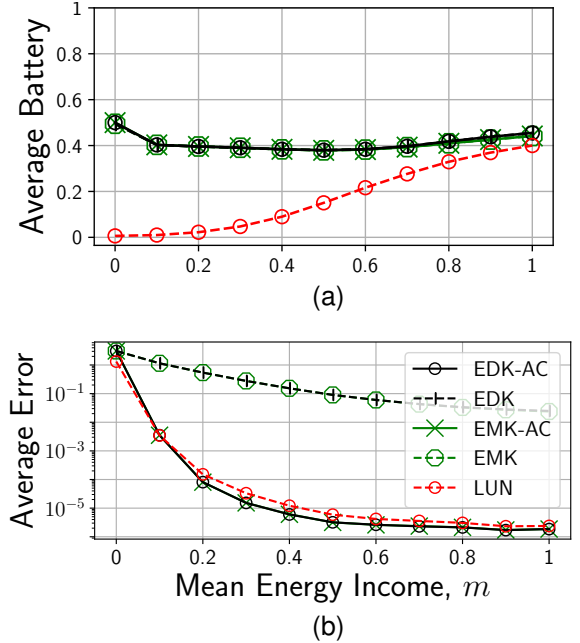 1
0.8
0.6
0.4
0.2
0
Average Battery
0 0.2 0.4 0.6 0.8 1
(a)
10⁻¹
10⁻³
10⁻⁵
Average Error
EDK-AC
EDK
EMK-AC
EMK
LUN
0.0 0.2 0.4 0.6 0.8 1
Mean Energy Income, m
(b)